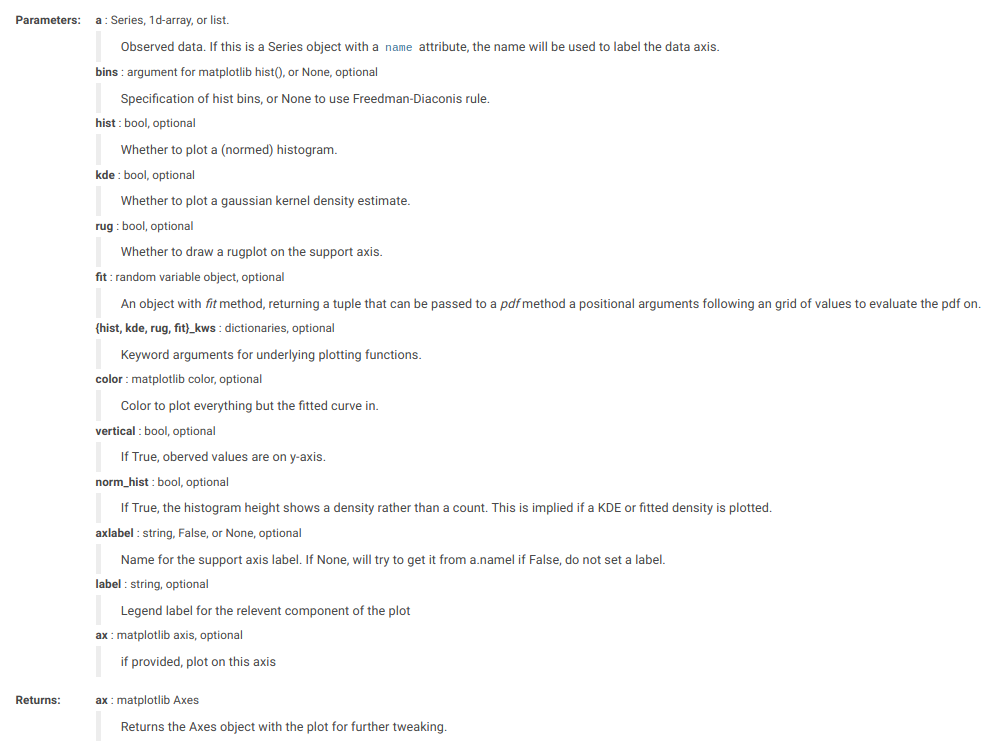 Parameters: a : Series, 1d-array, or list.
Observed data. If this is a Series object with a name attribute, the name will be used to label the data axis.
bins : argument for matplotlib hist(), or None, optional
Specification of hist bins, or None to use Freedman-Diaconis rule.
hist : bool, optional
Whether to plot a (normed) histogram.
kde : bool, optional
Whether to plot a gaussian kernel density estimate.
rug : bool, optional
Whether to draw a rugplot on the support axis.
fit : random variable object, optional
An object with fit method, returning a tuple that can be passed to a pdf method a positional arguments following an grid of values to evaluate the pdf on.
{hist, kde, rug, fit}_kws : dictionaries, optional
Keyword arguments for underlying plotting functions.
color : matplotlib color, optional
Color to plot everything but the fitted curve in.
vertical : bool, optional
If True, oberved values are on y-axis.
norm_hist : bool, optional
If True, the histogram height shows a density rather than a count. This is implied if a KDE or fitted density is plotted.
axlabel : string, False, or None, optional
Name for the support axis label. If None, will try to get it from a.namel if False, do not set a label.
label : string, optional
Legend label for the relevent component of the plot
ax : matplotlib axis, optional
if provided, plot on this axis
Returns: ax : matplotlib Axes
Returns the Axes object with the plot for further tweaking.